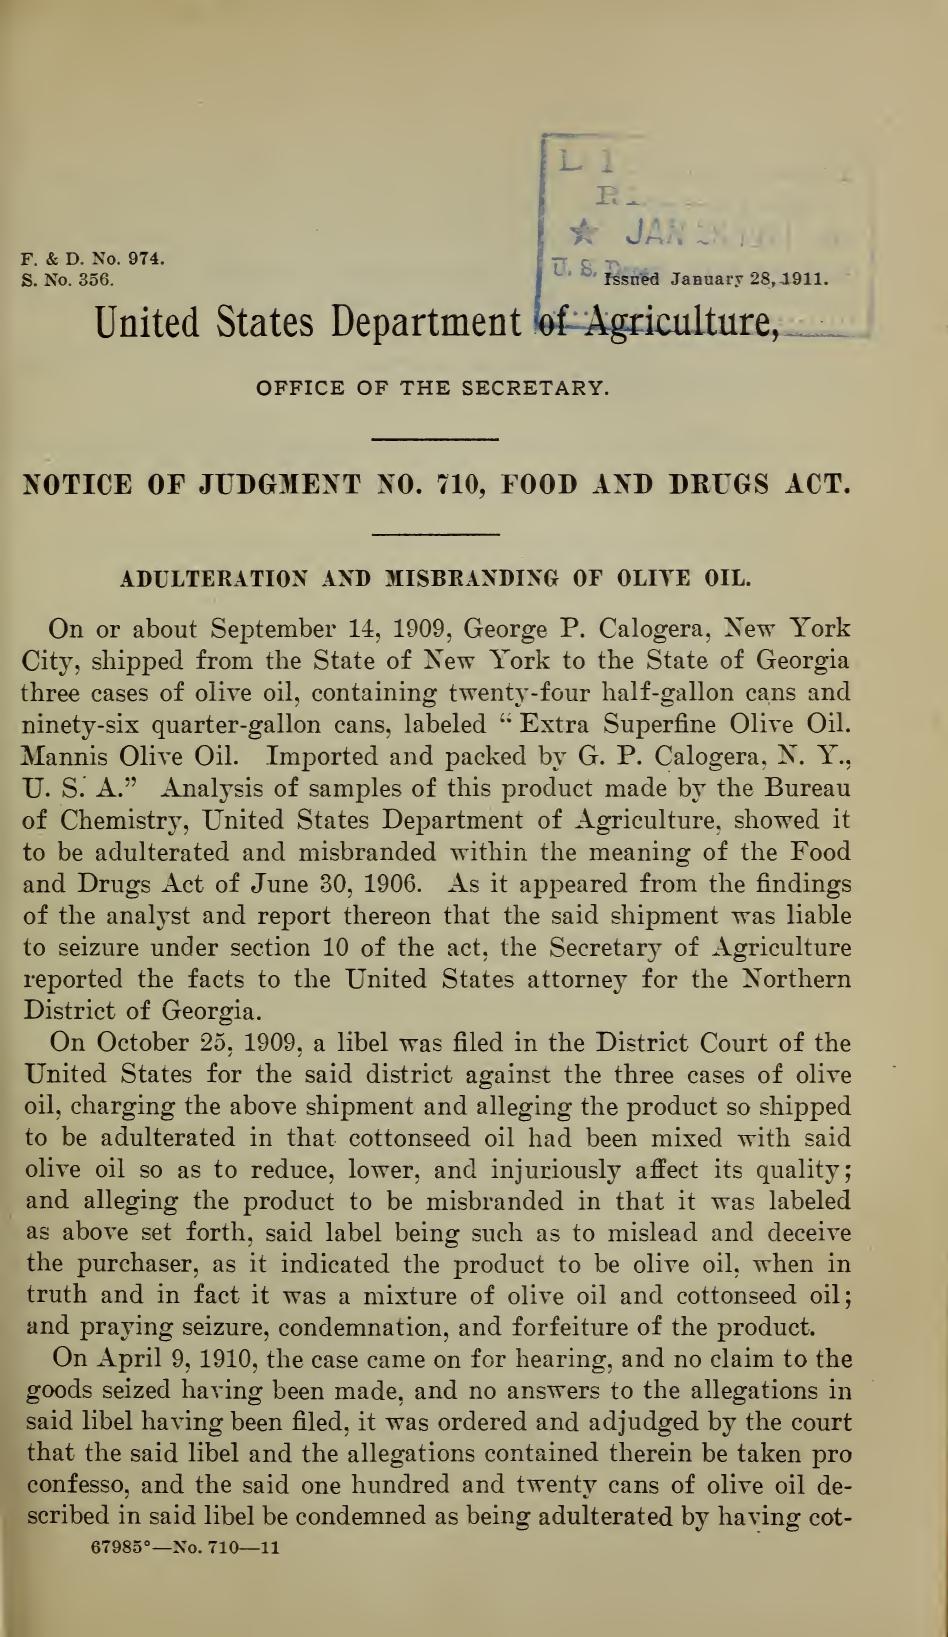 L 1
R
★ JAN 28 1911
F. & D. No. 974.
S. No. 356.
U. S.
Issued January 28, 1911.
United States Department of Agriculture,
OFFICE OF THE SECRETARY.
NOTICE OF JUDGMENT NO. 710, FOOD AND DRUGS ACT.
ADULTERATION AND MISBRANDING OF OLIVE OIL.
On or about September 14, 1909, George P. Calogera, New York
City, shipped from the State of New York to the State of Georgia
three cases of olive oil, containing twenty-four half-gallon cans and
ninety-six quarter-gallon cans, labeled “ Extra Superfine Olive Oil.
Mannis Olive Oil. Imported and packed by G. P. Calogera, N. Y.,
U. S. A.” Analysis of samples of this product made by the Bureau
of Chemistry, United States Department of Agriculture, showed it
to be adulterated and misbranded within the meaning of the Food
and Drugs Act of June 30, 1906. As it appeared from the findings
of the analyst and report thereon that the said shipment was liable
to seizure under section 10 of the act, the Secretary of Agriculture
reported the facts to the United States attorney for the Northern
District of Georgia.
On October 25, 1909, a libel was filed in the District Court of the
United States for the said district against the three cases of olive
oil, charging the above shipment and alleging the product so shipped
to be adulterated in that cottonseed oil had been mixed with said
olive oil so as to reduce, lower, and injuriously affect its quality;
and alleging the product to be misbranded in that it was labeled
as above set forth, said label being such as to mislead and deceive
the purchaser, as it indicated the product to be olive oil, when in
truth and in fact it was a mixture of olive oil and cottonseed oil;
and praying seizure, condemnation, and forfeiture of the product.
On April 9, 1910, the case came on for hearing, and no claim to the
goods seized having been made, and no answers to the allegations in
said libel having been filed, it was ordered and adjudged by the court
that the said libel and the allegations contained therein be taken pro
confesso, and the said one hundred and twenty cans of olive oil de-
scribed in said libel be condemned as being adulterated by having cot-
67985°—No. 710—11